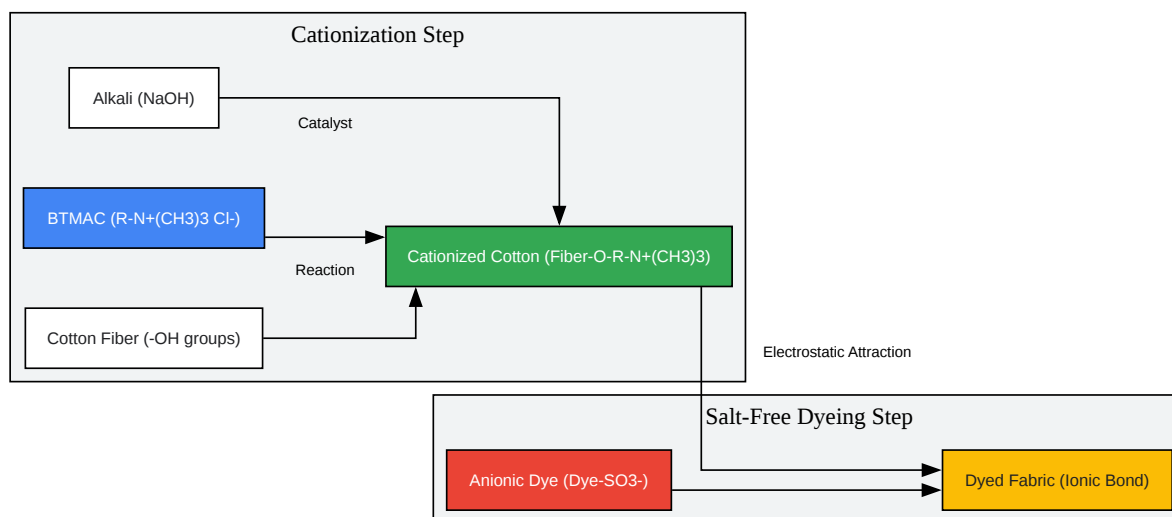 Cationization Step
Alkali (NaOH)
Catalyst
BTMAC (R-N+(CH3)3 Cl-)
Cationized Cotton (Fiber-O-R-N+(CH3)3)
Reaction
Cotton Fiber (-OH groups)
Electrostatic Attraction
Salt-Free Dyeing Step
Anionic Dye (Dye-SO3-)
Dyed Fabric (Ionic Bond)